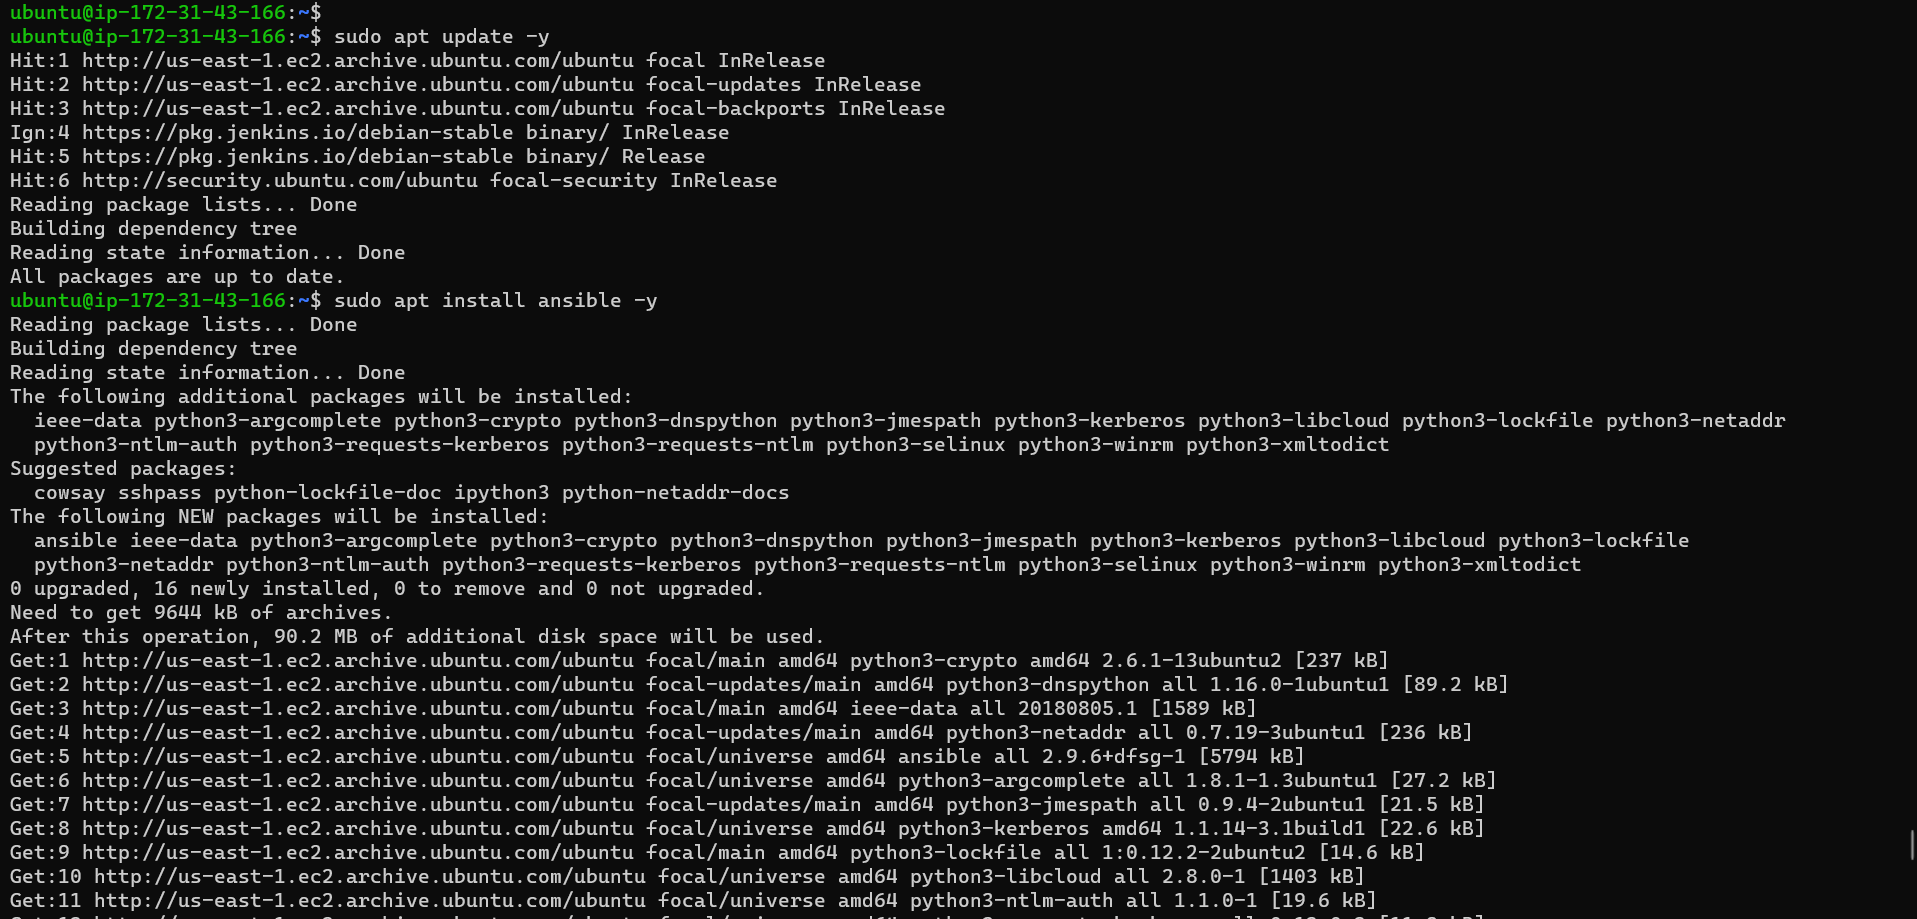 ubuntu@ip-172-31-43-166:~$
ubuntu@ip-172-31-43-166:~$ sudo apt update -y
Hit:1 http://us-east-1.ec2.archive.ubuntu.com/ubuntu focal InRelease
Hit:2 http://us-east-1.ec2.archive.ubuntu.com/ubuntu focal-updates InRelease
Hit:3 http://us-east-1.ec2.archive.ubuntu.com/ubuntu focal-backports InRelease
Ign:4 https://pkg.jenkins.io/debian-stable binary/ InRelease
Hit:5 https://pkg.jenkins.io/debian-stable binary/ Release
Hit:6 http://security.ubuntu.com/ubuntu focal-security InRelease
Reading package lists... Done
Building dependency tree
Reading state information... Done
All packages are up to date.
ubuntu@ip-172-31-43-166:~$ sudo apt install ansible -y
Reading package lists... Done
Building dependency tree
Reading state information... Done
The following additional packages will be installed:
  ieee-data python3-argcomplete python3-crypto python3-dnspython python3-jmespath python3-kerberos python3-libcloud python3-lockfile python3-netaddr
  python3-ntlm-auth python3-requests-kerberos python3-requests-ntlm python3-selinux python3-winrm python3-xmltodict
Suggested packages:
  cowsay sshpass python-lockfile-doc ipython3 python-netaddr-docs
The following NEW packages will be installed:
  ansible ieee-data python3-argcomplete python3-crypto python3-dnspython python3-jmespath python3-kerberos python3-libcloud python3-lockfile
  python3-netaddr python3-ntlm-auth python3-requests-kerberos python3-requests-ntlm python3-selinux python3-winrm python3-xmltodict
0 upgraded, 16 newly installed, 0 to remove and 0 not upgraded.
Need to get 9644 kB of archives.
After this operation, 90.2 MB of additional disk space will be used.
Get:1 http://us-east-1.ec2.archive.ubuntu.com/ubuntu focal/main amd64 python3-crypto amd64 2.6.1-13ubuntu2 [237 kB]
Get:2 http://us-east-1.ec2.archive.ubuntu.com/ubuntu focal-updates/main amd64 python3-dnspython all 1.16.0-1ubuntu1 [89.2 kB]
Get:3 http://us-east-1.ec2.archive.ubuntu.com/ubuntu focal/main amd64 ieee-data all 20180805.1 [1589 kB]
Get:4 http://us-east-1.ec2.archive.ubuntu.com/ubuntu focal-updates/main amd64 python3-netaddr all 0.7.19-3ubuntu1 [236 kB]
Get:5 http://us-east-1.ec2.archive.ubuntu.com/ubuntu focal/universe amd64 ansible all 2.9.6+dfsg-1 [5794 kB]
Get:6 http://us-east-1.ec2.archive.ubuntu.com/ubuntu focal/universe amd64 python3-argcomplete all 1.8.1-1.3ubuntu1 [27.2 kB]
Get:7 http://us-east-1.ec2.archive.ubuntu.com/ubuntu focal-updates/main amd64 python3-jmespath all 0.9.4-2ubuntu1 [21.5 kB]
Get:8 http://us-east-1.ec2.archive.ubuntu.com/ubuntu focal/universe amd64 python3-kerberos amd64 1.1.14-3.1build1 [22.6 kB]
Get:9 http://us-east-1.ec2.archive.ubuntu.com/ubuntu focal/main amd64 python3-lockfile all 1:0.12.2-2ubuntu2 [14.6 kB]
Get:10 http://us-east-1.ec2.archive.ubuntu.com/ubuntu focal/universe amd64 python3-libcloud all 2.8.0-1 [1403 kB]
Get:11 http://us-east-1.ec2.archive.ubuntu.com/ubuntu focal/universe amd64 python3-ntlm-auth all 1.1.0-1 [19.6 kB]